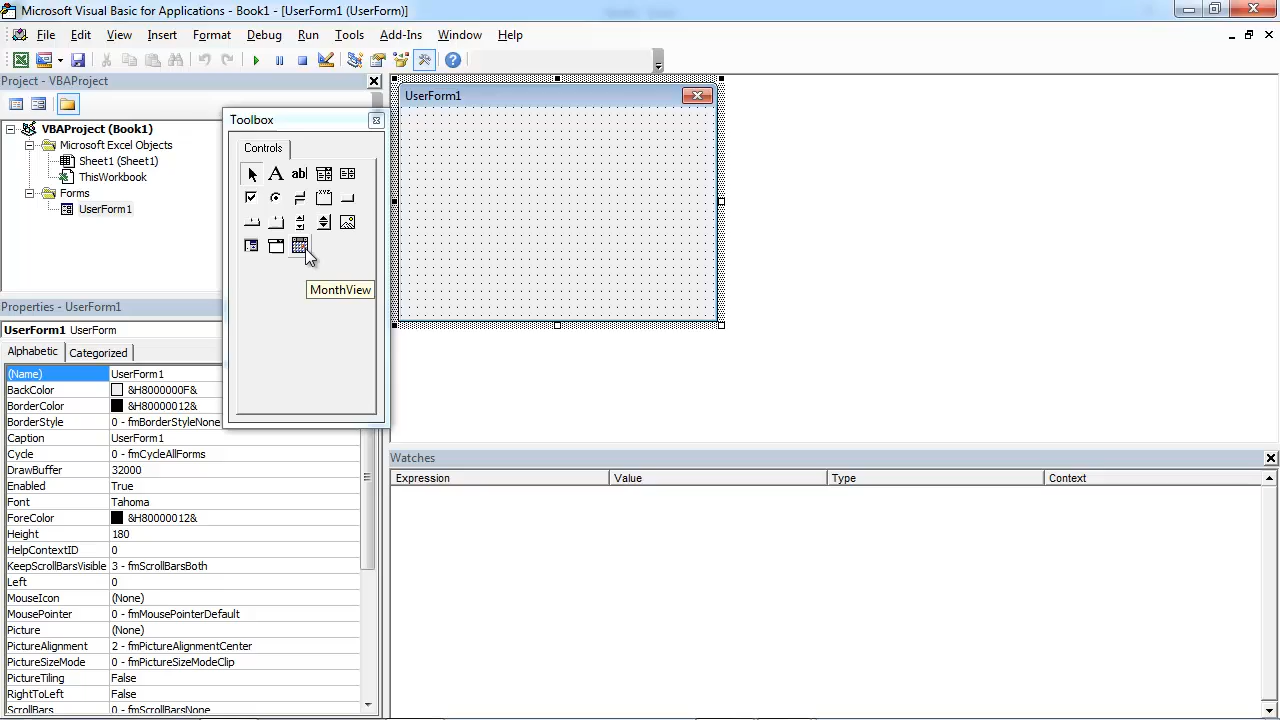 Microsoft Visual Basic for Applications - Book1 - [UserForm1 (UserForm)]
File Edit View Insert Format Debug Run Tools Add-Ins Window Help
Project - VBAProject
VBAProject (Book1)
Microsoft Excel Objects
Sheet1 (Sheet1)
ThisWorkbook
Forms
UserForm1
Toolbox
Controls
A ab|
MonthView
UserForm1
Properties - UserForm1
UserForm1 UserForm
Alphabetic Categorized
(Name) UserForm1
BackColor &H8000000F&
BorderColor &H80000012&
BorderStyle 0 - fmBorderStyleNone
Caption UserForm1
Cycle 0 - fmCycleAllForms
DrawBuffer 32000
Enabled True
Font Tahoma
ForeColor &H80000012&
Height 180
HelpContextID 0
KeepScrollBarsVisible 3 - fmScrollBarsBoth
Left 0
MouseIcon (None)
MousePointer 0 - fmMousePointerDefault
Picture (None)
PictureAlignment 2 - fmPictureAlignmentCenter
PictureSizeMode 0 - fmPictureSizeModeClip
PictureTiling False
RightToLeft False
ScrollBars 0 - fmScrollBarsNone
Watches
Expression Value Type Context